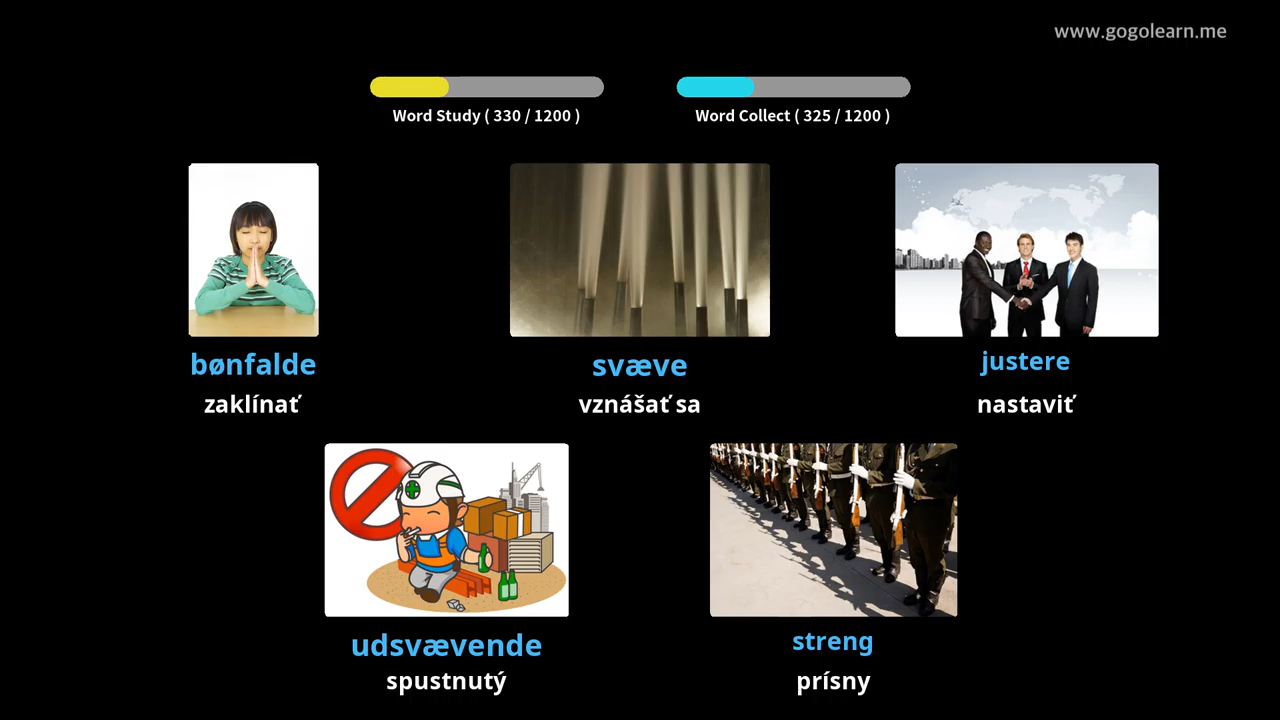 www.gogolearn.me
Word Study ( 330 / 1200 )
Word Collect ( 325 / 1200 )
bønfalde
zaklínať
svæve
vznášať sa
justere
nastaviť
udsvævende
spustnutý
streng
prísny